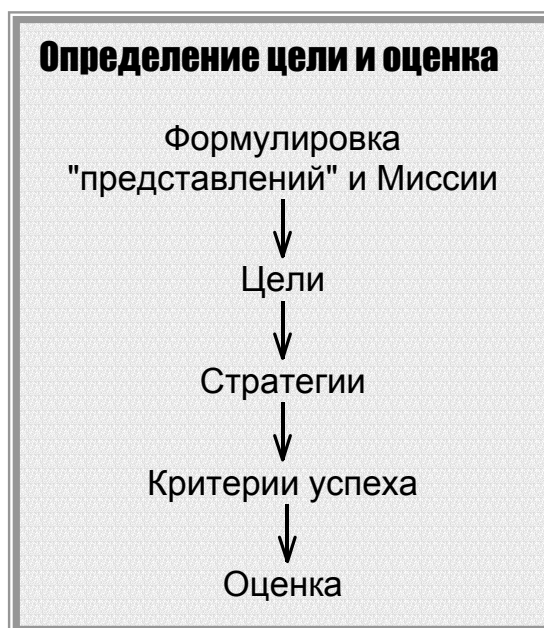 Определение цели и оценка
Формулировка
"представлений" и Миссии
Цели
Стратегии
Критерии успеха
Оценка